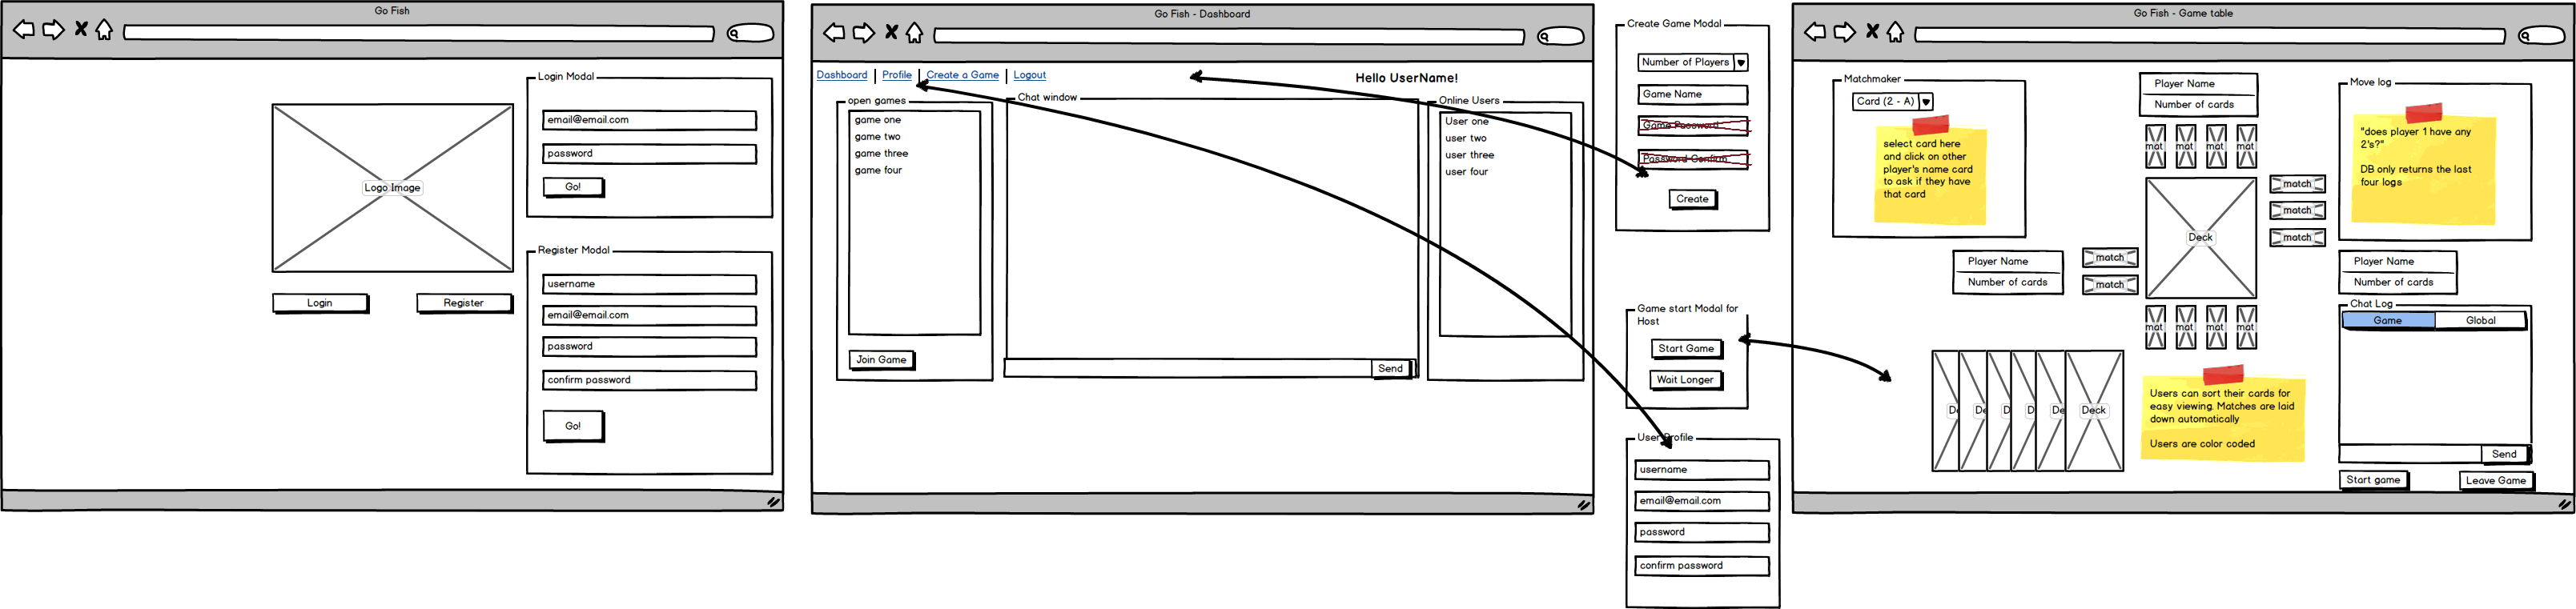 Go Fish
Login Modal
email@email.com
password
Go!
Logo Image
Login
Register
Register Modal
username
email@email.com
password
confirm password
Go!
Go Fish - Dashboard
Dashboard
Profile
Create a Game
Logout
Hello UserName!
open games
game one
game two
game three
game four
Join Game
Chat window
Send
Online Users
User one
user two
user three
user four
Create Game Modal
Number of Players
Game Name
Game Password
Password Confirm
Create
Game start Modal for
Host
Start Game
Wait Longer
User Profile
username
email@email.com
password
confirm password
Go Fish - Game table
Matchmaker
Card (2 - A)
select card here
and click on other
player's name card
to ask if they have
that card
Player Name
Number of cards
mat
mat
mat
mat
Deck
match
match
match
Player Name
Number of cards
match
match
mat
mat
mat
mat
Move log
"does player 1 have any
2's?"
DB only returns the last
four logs
Player Name
Number of cards
Chat Log
Game
Global
Send
Start game
Leave Game
De
De
D
D
De
Deck
Users can sort their cards for
easy viewing. Matches are laid
down automatically
Users are color coded